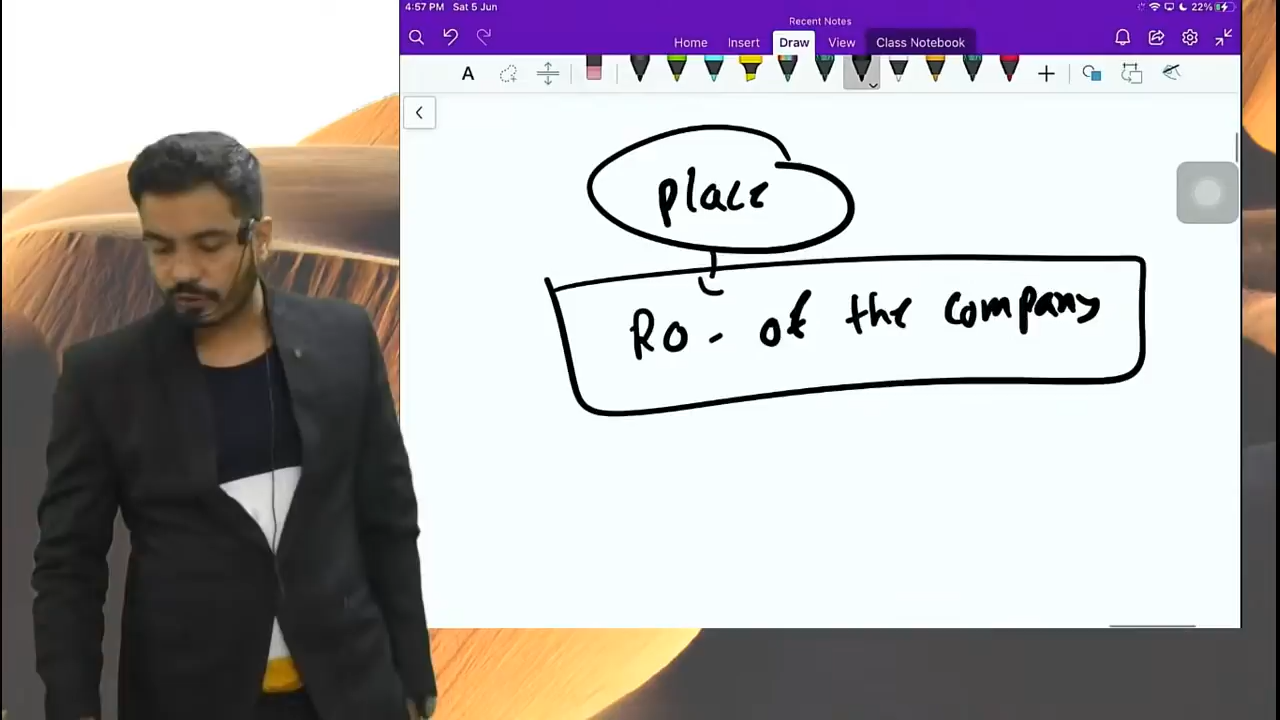 4:57 PM Sat 5 Jun
22%
Recent Notes
Home Insert Draw View Class Notebook
A
place
RO - of the company